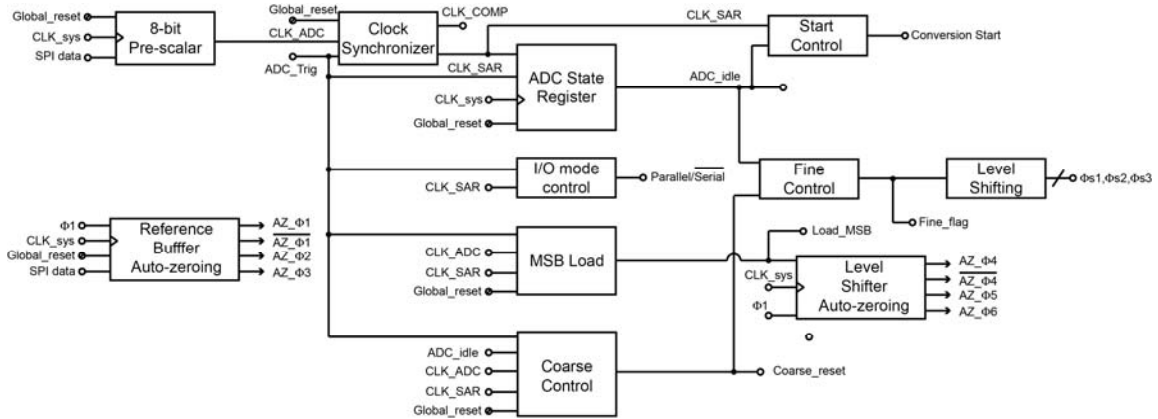 Global_reset
CLK_sys
SPI data
8-bit
Pre-scalar
CLK_ADC
Global_reset
ADC_Trig
Clock
Synchronizer
CLK_COMP
CLK_SAR
CLK_SAR
CLK_sys
Global_reset
ADC State
Register
ADC_idle
Start
Control
Conversion Start
CLK_SAR
I/O mode
control
Parallel/Serial
Fine
Control
Fine_flag
Level
Shifting
Φs1,Φs2,Φs3
Φ1
CLK_sys
Global_reset
SPI data
Reference
Bufffer
Auto-zeroing
AZ_Φ1
AZ_Φ1
AZ_Φ2
AZ_Φ3
CLK_ADC
CLK_SAR
Global_reset
MSB Load
Load_MSB
CLK_sys
Φ1
Level
Shifter
Auto-zeroing
AZ_Φ4
AZ_Φ4
AZ_Φ5
AZ_Φ6
ADC_idle
CLK_ADC
CLK_SAR
Global_reset
Coarse
Control
Coarse_reset